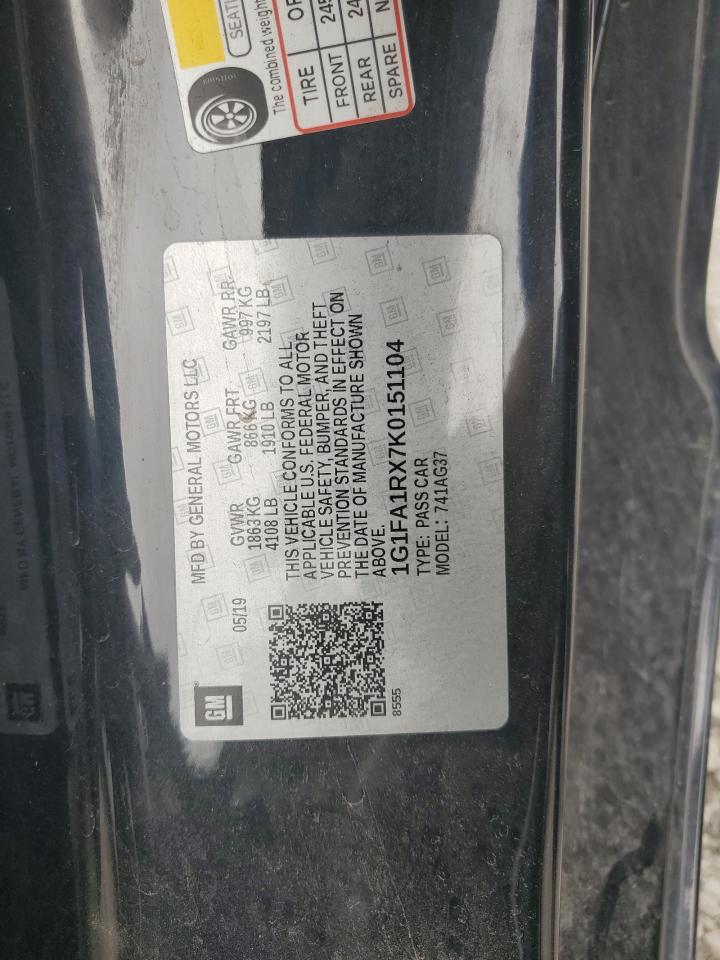 SEATI
The combined weight
TIRE
FRONT
REAR
SPARE
GM
MFD BY GENERAL MOTORS LLC
05/19
GVWR GAWR FRT GAWR RR
1863 KG 866 KG 997 KG
4108 LB 1910 LB 2197 LB
THIS VEHICLE CONFORMS TO ALL
APPLICABLE U.S. FEDERAL MOTOR
VEHICLE SAFETY, BUMPER, AND THEFT
PREVENTION STANDARDS IN EFFECT ON
THE DATE OF MANUFACTURE SHOWN
ABOVE.
1G1FA1RX7K0151104
TYPE: PASS CAR
MODEL: 741AG37
8555